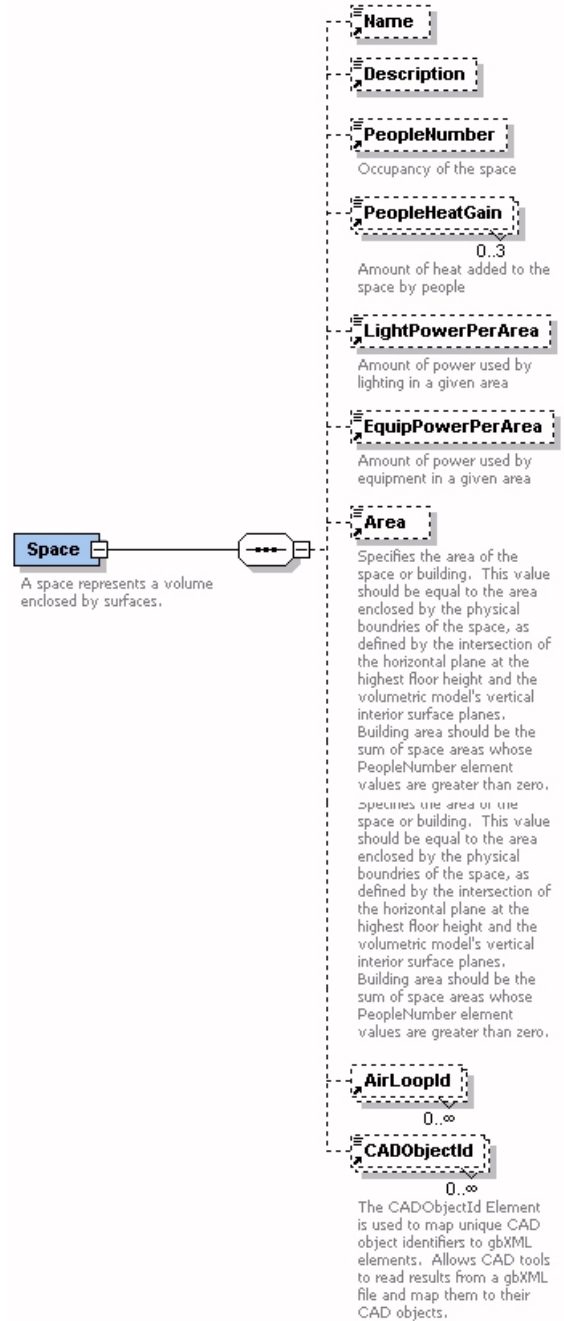 Name
Description
PeopleNumber
Occupancy of the space
PeopleHeatGain
0..3
Amount of heat added to the
space by people
LightPowerPerArea
Amount of power used by
lighting in a given area
EquipPowerPerArea
Amount of power used by
equipment in a given area
Area
Space
A space represents a volume
enclosed by surfaces.
Specifies the area of the
space or building. This value
should be equal to the area
enclosed by the physical
boundries of the space, as
defined by the intersection of
the horizontal plane at the
highest floor height and the
volumetric model's vertical
interior surface planes.
Building area should be the
sum of space areas whose
PeopleNumber element
values are greater than zero.
Specifies the area of the
space or building. This value
should be equal to the area
enclosed by the physical
boundries of the space, as
defined by the intersection of
the horizontal plane at the
highest floor height and the
volumetric model's vertical
interior surface planes.
Building area should be the
sum of space areas whose
PeopleNumber element
values are greater than zero.
AirLoopId
0..∞
CADObjectId
0..∞
The CADObjectId Element
is used to map unique CAD
object identifiers to gbXML
elements. Allows CAD tools
to read results from a gbXML
file and map them to their
CAD objects.